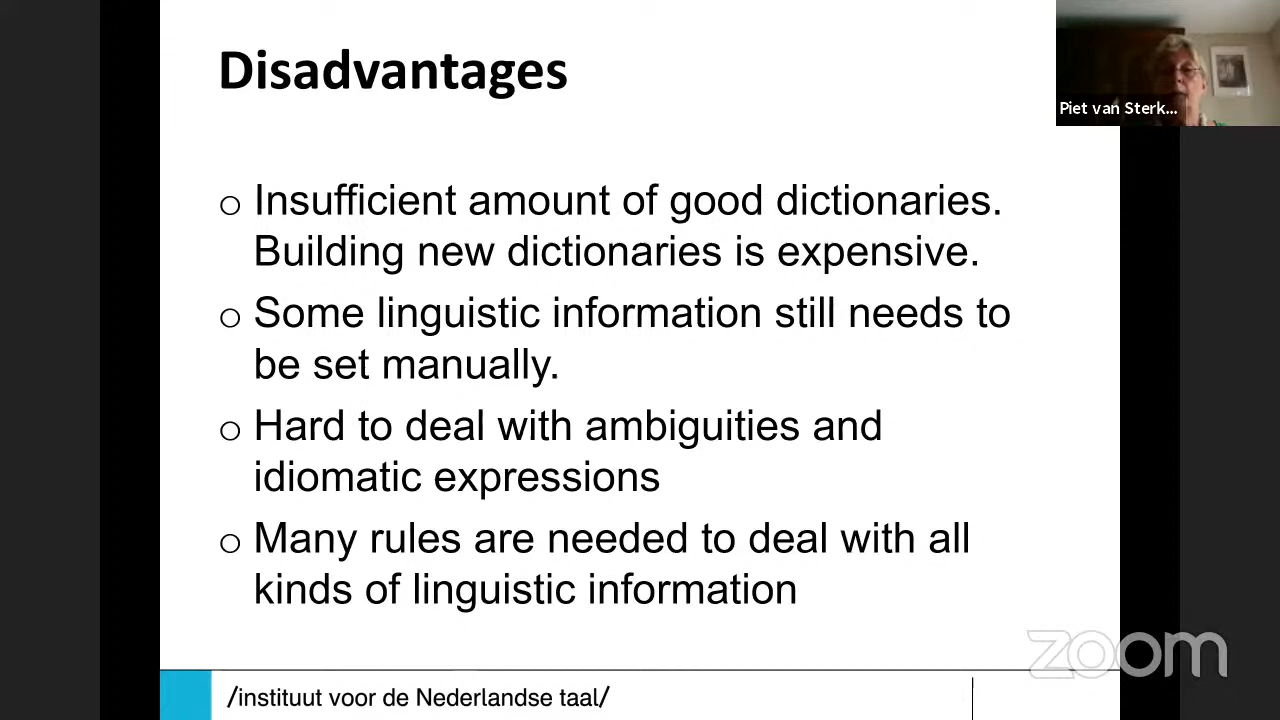 Disadvantages
Piet van Sterk...
o Insufficient amount of good dictionaries.
Building new dictionaries is expensive.
o Some linguistic information still needs to
be set manually.
o Hard to deal with ambiguities and
idiomatic expressions
o Many rules are needed to deal with all
kinds of linguistic information
zoom
/instituut voor de Nederlandse taal/